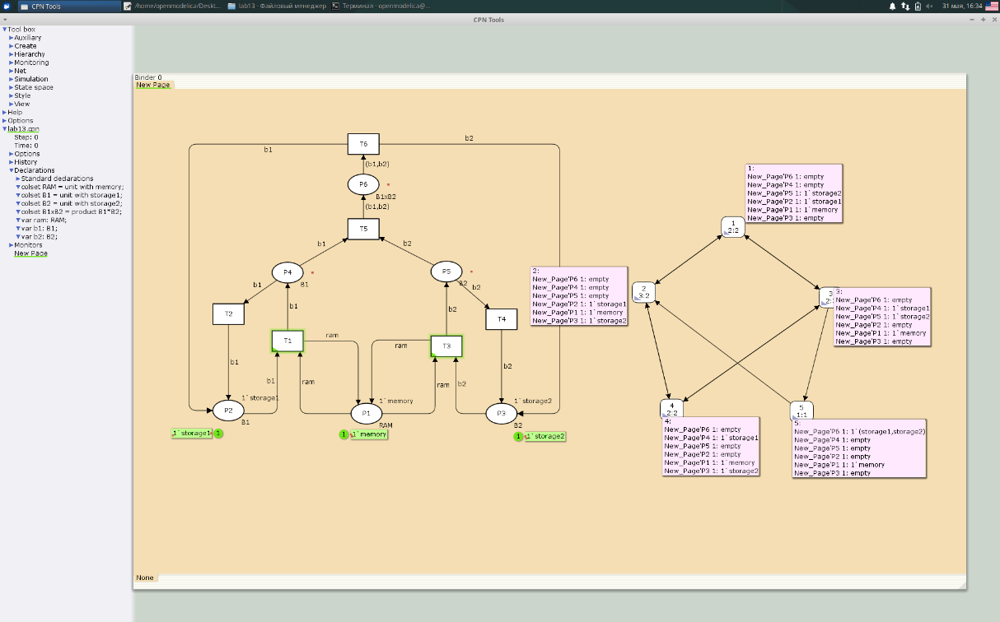 CPN Tools
/home/openmodelica/Deskt...
lab13 - Файловый менеджер
Терминал - openmodelica@...
31 мая, 16:34
CPN Tools
Tool box
Auxiliary
Create
Hierarchy
Monitoring
Net
Simulation
State space
Style
View
Help
Options
lab13.cpn
Step: 0
Time: 0
Options
History
Declarations
Standard declarations
colset RAM = unit with memory;
colset B1 = unit with storage1;
colset B2 = unit with storage2;
colset B1xB2 = product B1*B2;
var ram: RAM;
var b1: B1;
var b2: B2;
Monitors
New Page
Binder 0
New Page
b1
T6
b2
(b1,b2)
P6
B1xB2
(b1,b2)
T5
b1
b2
P4
B1
P5
B2
b1
b2
T2
b1
b2
T4
T1
ram
ram
T3
b1
b1
ram
ram
b2
b2
1`storage1
P2
B1
1`memory
P1
RAM
1`storage2
P3
B2
1`storage1
1
1
1`memory
1
1`storage2
1:
New_Page'P6 1: empty
New_Page'P4 1: empty
New_Page'P5 1: 1`storage2
New_Page'P2 1: 1`storage1
New_Page'P1 1: 1`memory
New_Page'P3 1: empty
1
2:2
2:
New_Page'P6 1: empty
New_Page'P4 1: empty
New_Page'P5 1: empty
New_Page'P2 1: 1`storage1
New_Page'P1 1: 1`memory
New_Page'P3 1: 1`storage2
2
3:2
3
2:
3:
New_Page'P6 1: empty
New_Page'P4 1: 1`storage1
New_Page'P5 1: 1`storage2
New_Page'P2 1: empty
New_Page'P1 1: 1`memory
New_Page'P3 1: empty
4
2:2
4:
New_Page'P6 1: empty
New_Page'P4 1: 1`storage1
New_Page'P5 1: empty
New_Page'P2 1: empty
New_Page'P1 1: 1`memory
New_Page'P3 1: 1`storage2
5
1:1
5:
New_Page'P6 1: 1`(storage1,storage2)
New_Page'P4 1: empty
New_Page'P5 1: empty
New_Page'P2 1: empty
New_Page'P1 1: 1`memory
New_Page'P3 1: empty
None